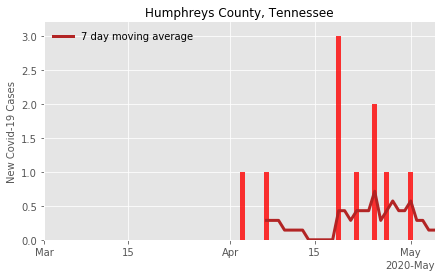 Humphreys County, Tennessee
7 day moving average
New Covid-19 Cases
3.0
2.5
2.0
1.5
1.0
0.5
0.0
Mar 15 Apr 15 May
2020-May